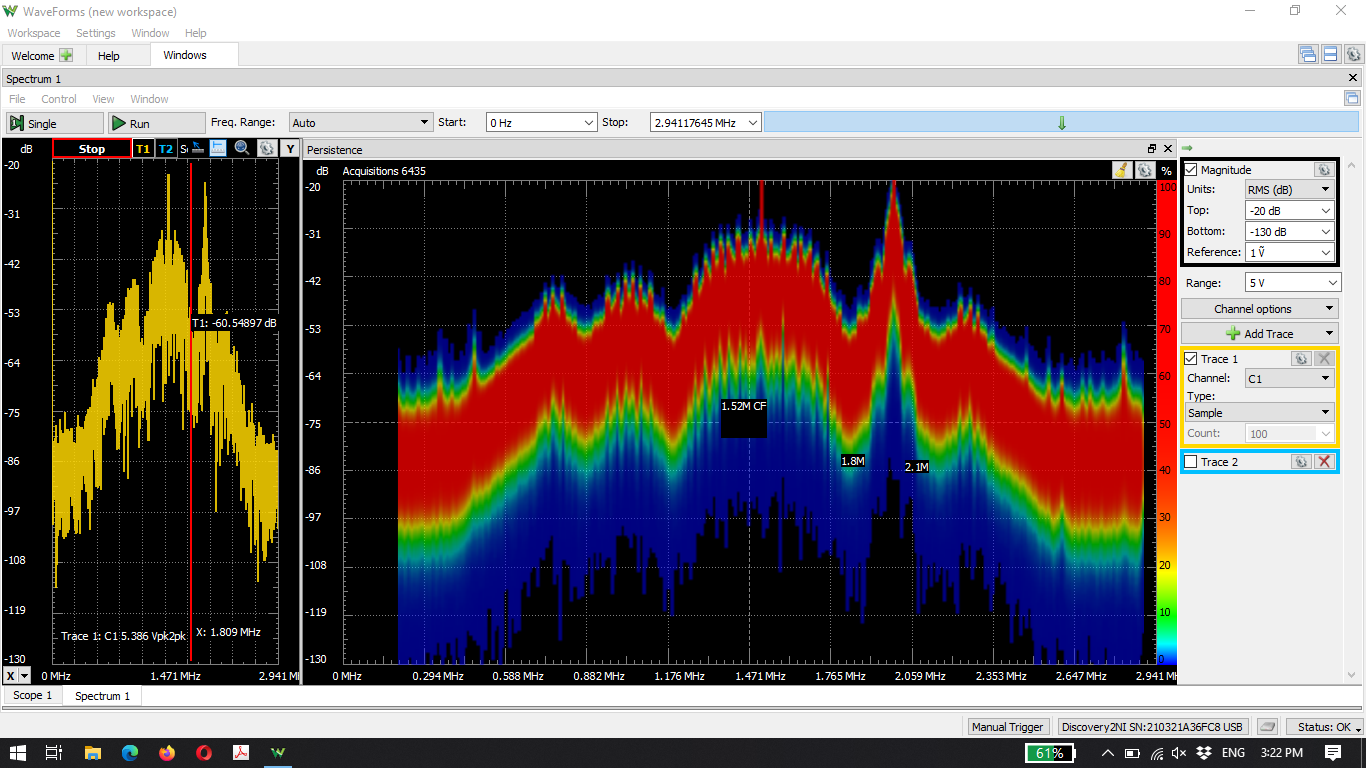 WaveForms (new workspace)
Workspace Settings Window Help
Welcome Help Windows
Spectrum 1
File Control View Window
Single Run Freq. Range: Auto Start: 0 Hz Stop: 2.94117645 MHz
dB Stop T1 T2 Y
-20
-31
-42
-53
-64
-75
-86
-97
-108
-119
-130
T1: -60.54897 dB
Trace 1: C1 5.386 Vpk2pk
X: 1.809 MHz
X 0 MHz 1.471 MHz 2.941
Persistence
dB Acquisitions 6435 %
-20
-31
-42
-53
-64
-75
-86
-97
-108
-119
-130
1.52M CF
1.8M
2.1M
100
90
80
70
60
50
40
30
20
10
0
0 MHz 0.294 MHz 0.588 MHz 0.882 MHz 1.176 MHz 1.471 MHz 1.765 MHz 2.059 MHz 2.353 MHz 2.647 MHz 2.941
Magnitude
Units: RMS (dB)
Top: -20 dB
Bottom: -130 dB
Reference: 1 Ṽ
Range: 5 V
Channel options
Add Trace
Trace 1
Channel: C1
Type:
Sample
Count: 100
Trace 2
Scope 1 Spectrum 1
Manual Trigger Discovery2NI SN:210321A36FC8 USB Status: OK
61% ENG 3:22 PM